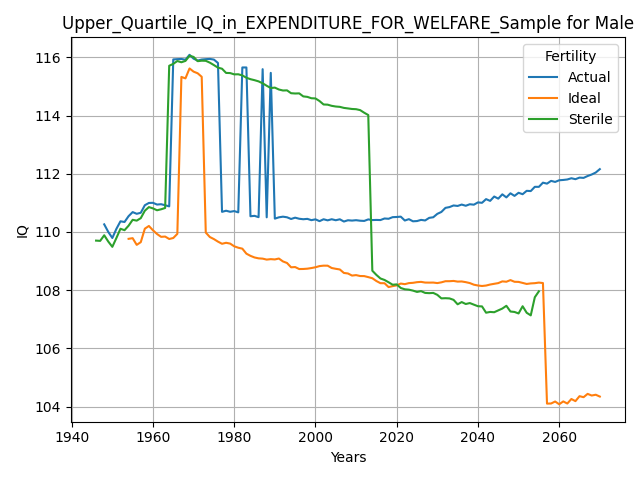 Upper_Quartile_IQ_in_EXPENDITURE_FOR_WELFARE_Sample for Male
Fertility
Actual
Ideal
Sterile
IQ
116
114
112
110
108
106
104
1940 1960 1980 2000 2020 2040 2060
Years